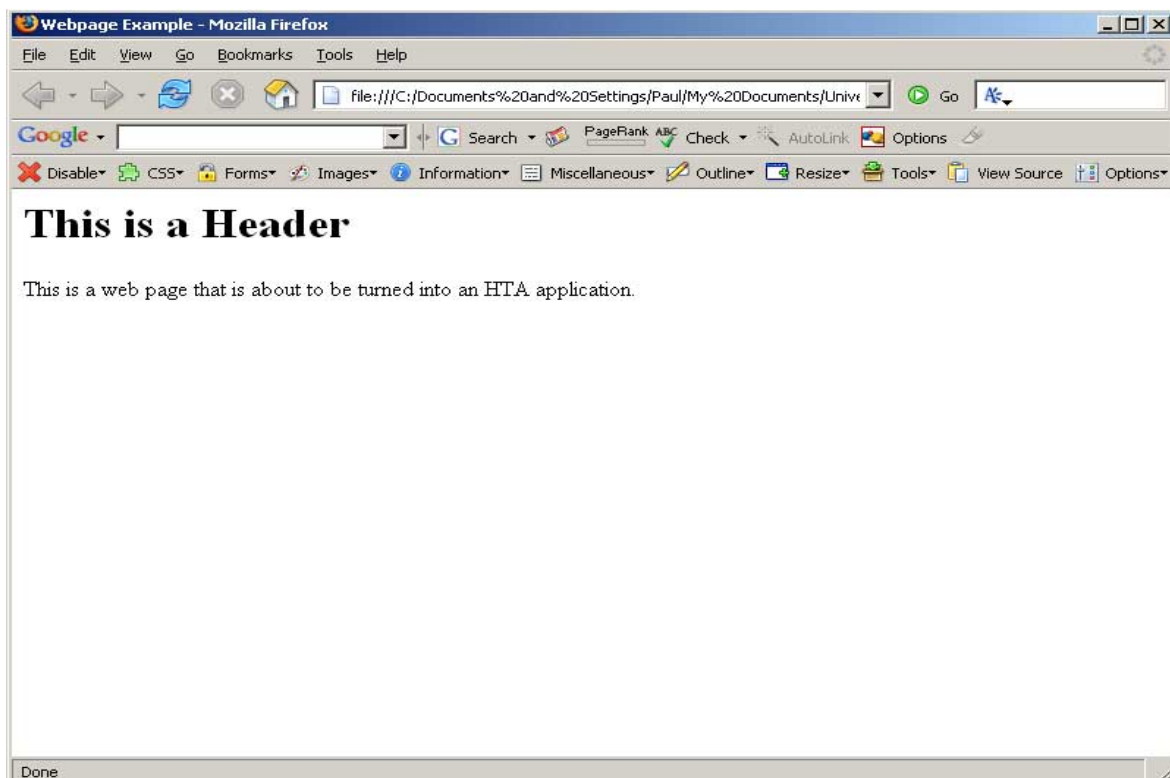 Webpage Example - Mozilla Firefox
File Edit View Go Bookmarks Tools Help
file:///C:/Documents%20and%20Settings/Paul/My%20Documents/Unive Go
Google Search PageRank ABC Check AutoLink Options
Disable CSS Forms Images Information Miscellaneous Outline Resize Tools View Source Options
This is a Header
This is a web page that is about to be turned into an HTA application.
Done